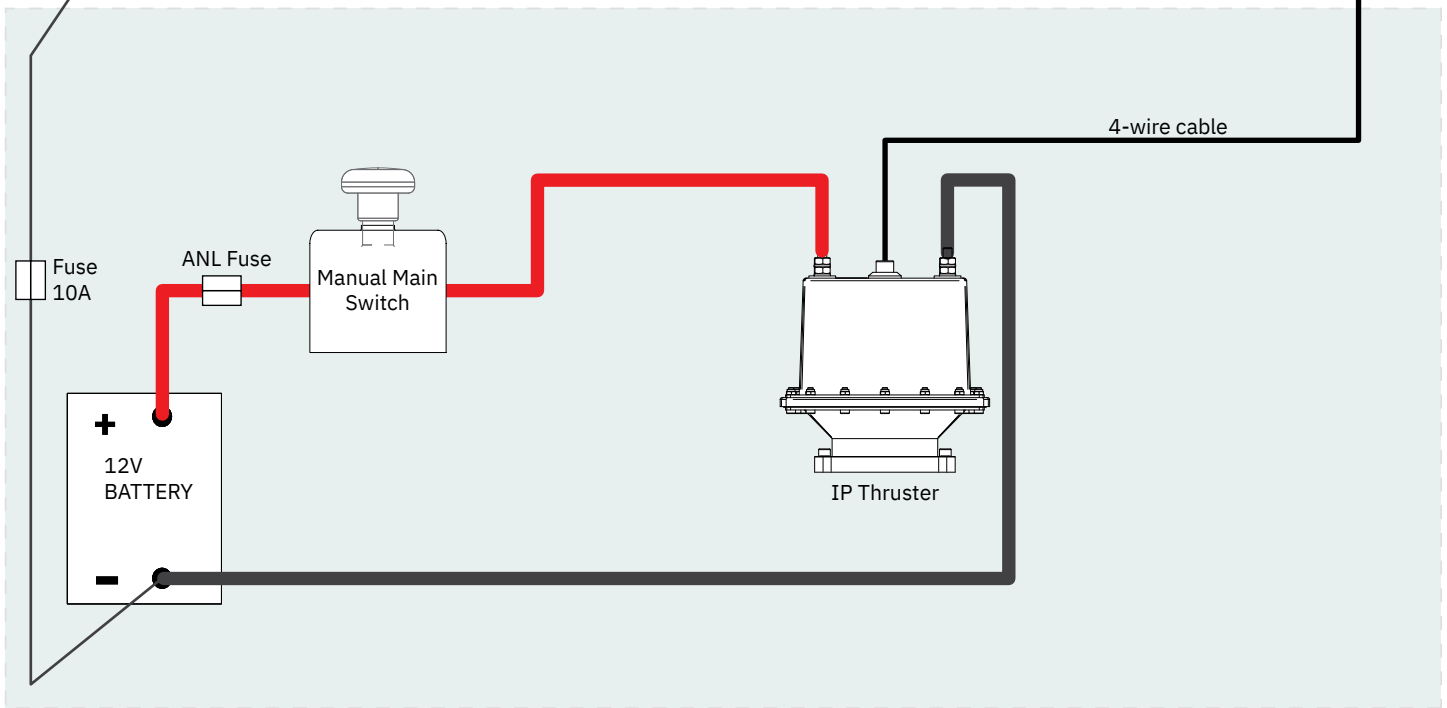 4-wire cable
ANL Fuse
Fuse
10A
Manual Main
Switch
+
12V
BATTERY
IP Thruster
-